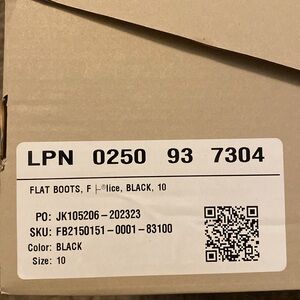 LPN 0250 93 7304
FLAT BOOTS, F lice, BLACK, 10
PO: JK105206-202323
SKU: FB2150151-0001-83100
Color: BLACK
Size: 10